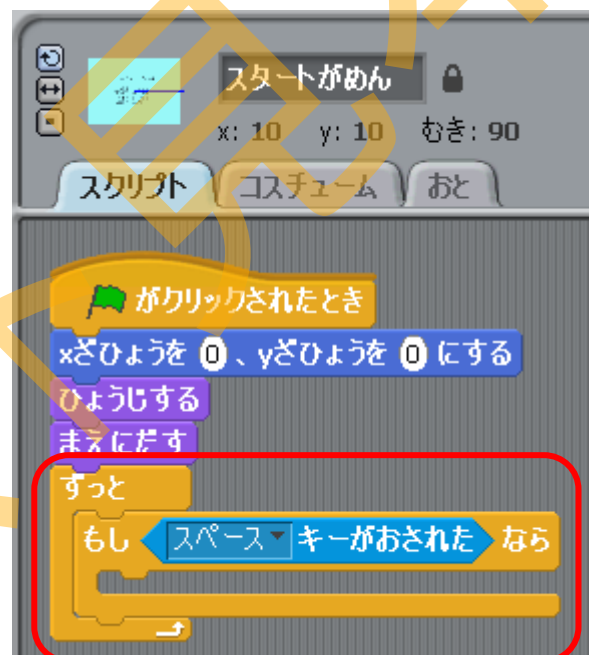 スタートがめん
x: 10 y: 10 むき: 90
スクリプト コスチューム おと
がクリックされたとき
xざひょうを 0 、yざひょうを 0 にする
ひょうじする
まえにだす
ずっと
もし スペース キーがおされた なら